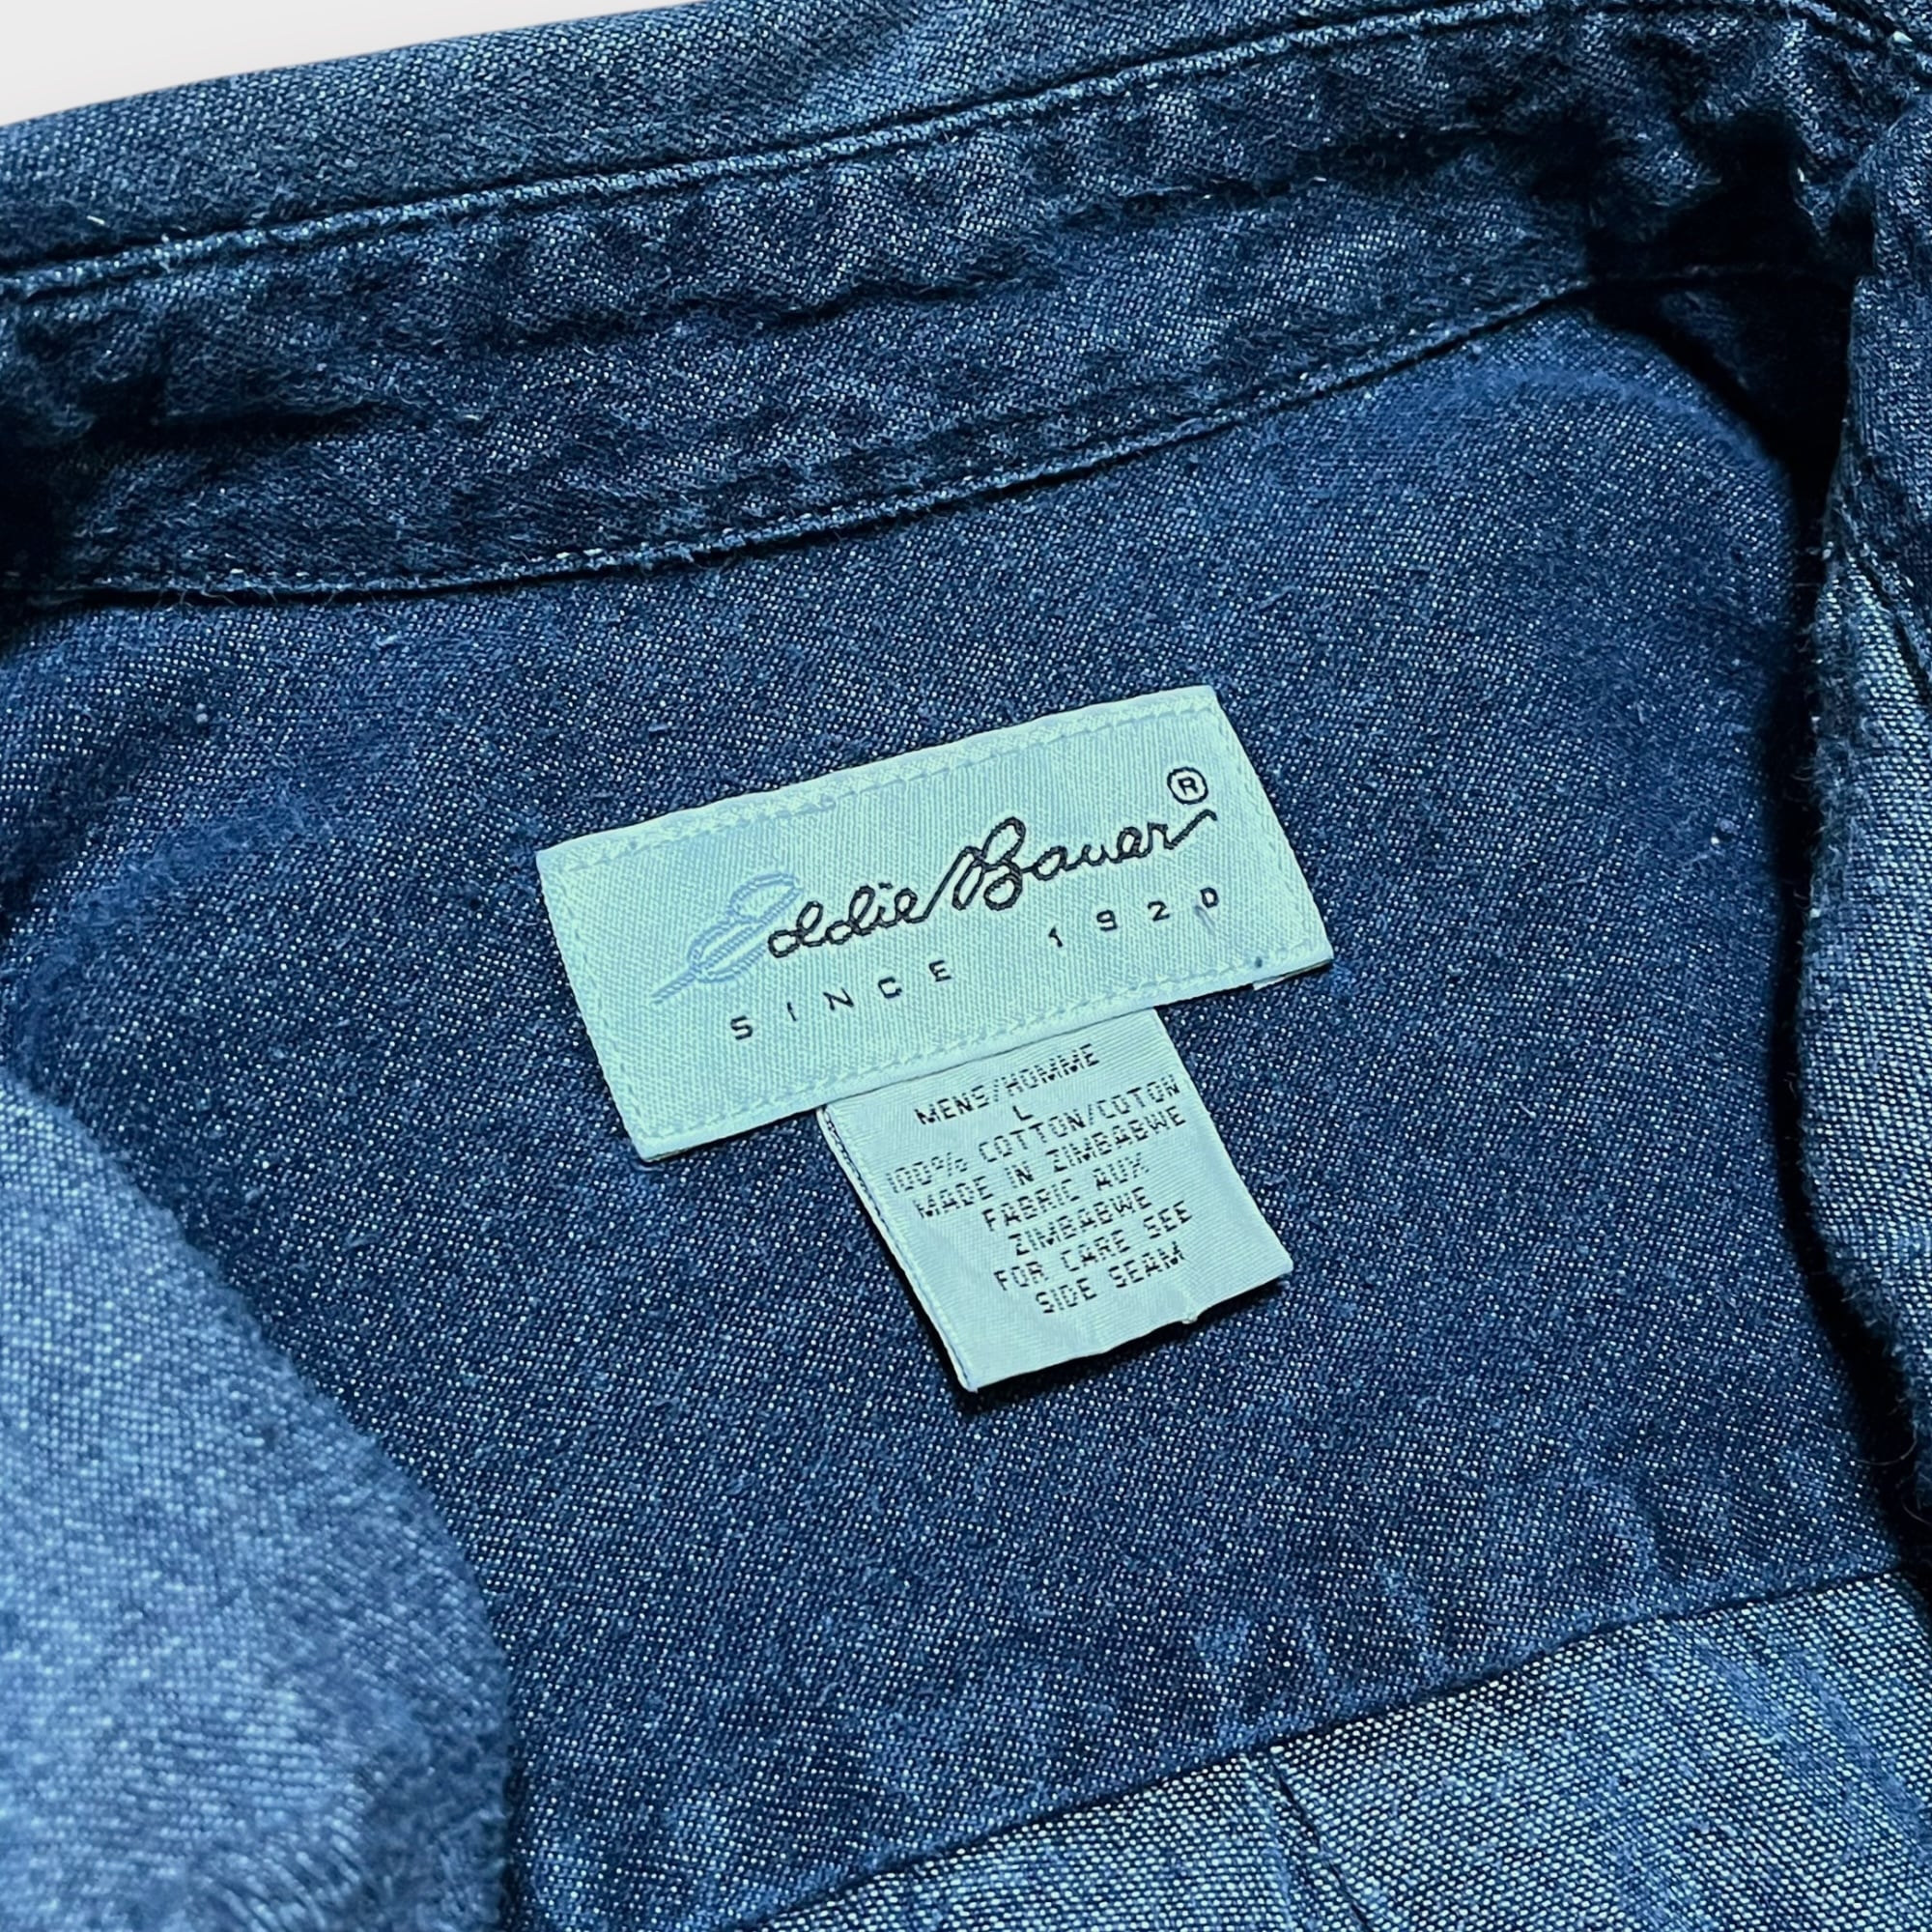 Eddie Bauer®
SINCE 1920
MENS/HOMME
L
100% COTTON/COTON
MADE IN ZIMBABWE
FABRIC AUX
ZIMBABWE
FOR CARE SEE
SIDE SEAM